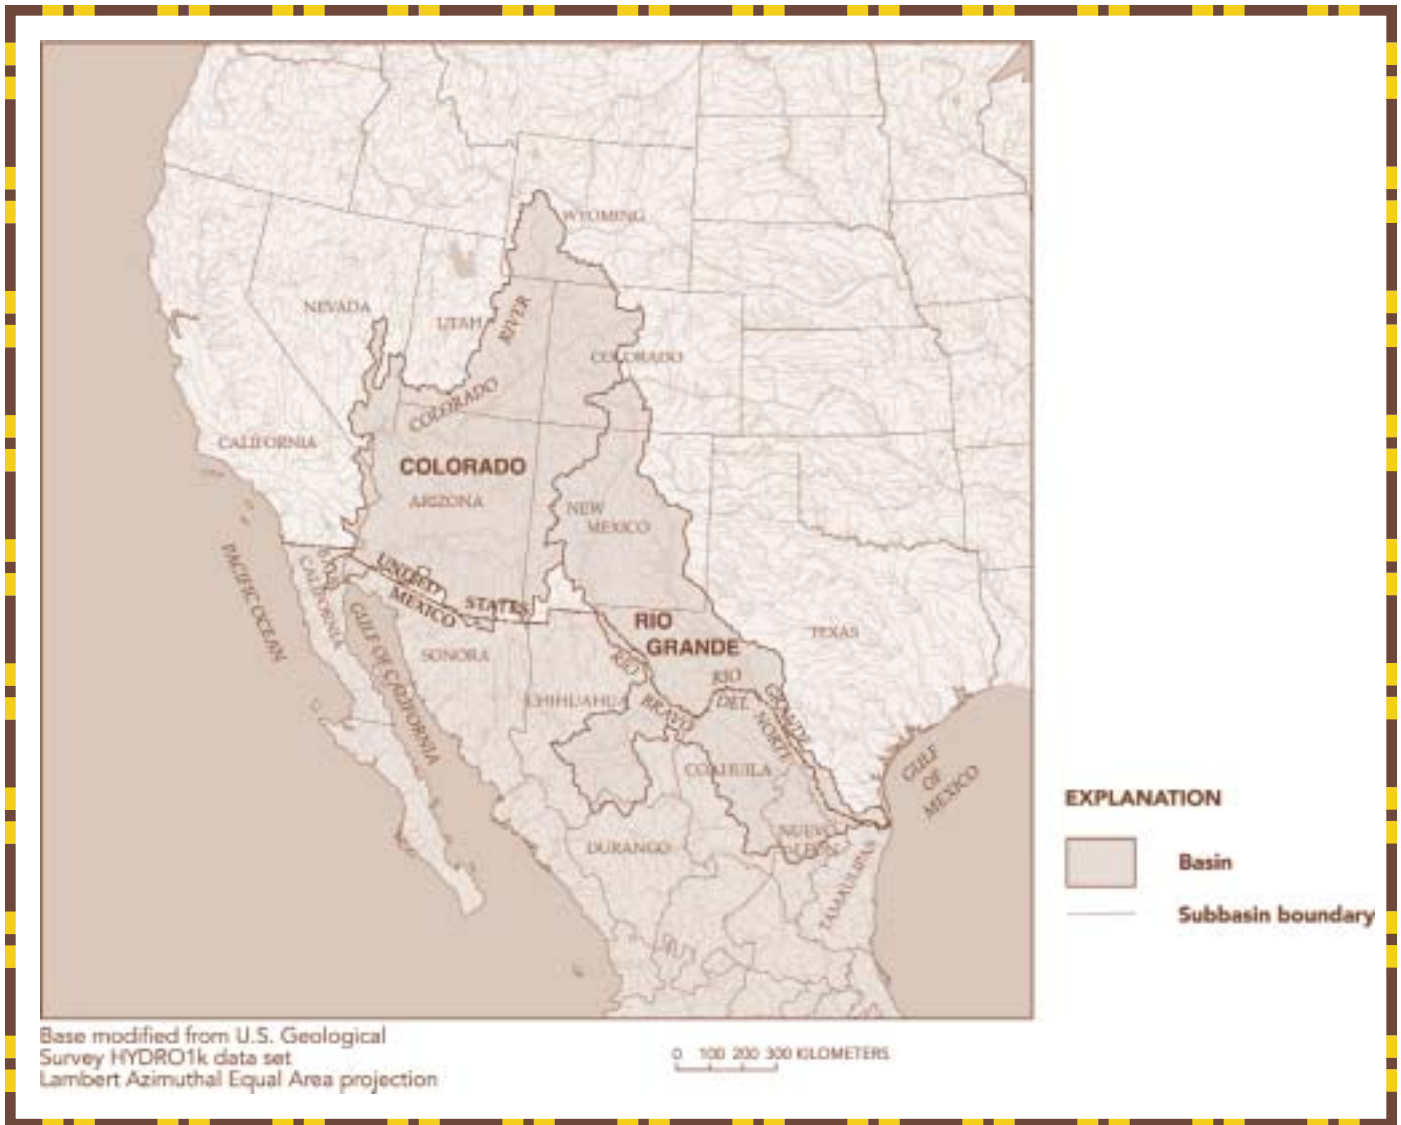 WYOMING
NEVADA
UTAH
RIVER
COLORADO
COLORADO
CALIFORNIA
COLORADO
ARIZONA
NEW
MEXICO
PACIFIC OCEAN
BAJA
CALIFORNIA
UNITED
STATES
MEXICO
GULF OF CALIFORNIA
SONORA
RIO
GRANDE
TEXAS
CHIHUAHUA
RIO
BRAVO
DEL
NORTE
RIO
GRANDE
COAHUILA
GULF
OF
MEXICO
DURANGO
NUEVO
LEON
TAMAULIPAS
EXPLANATION
Basin
Subbasin boundary
Base modified from U.S. Geological
Survey HYDRO1k data set
Lambert Azimuthal Equal Area projection
0 100 200 300 KILOMETERS